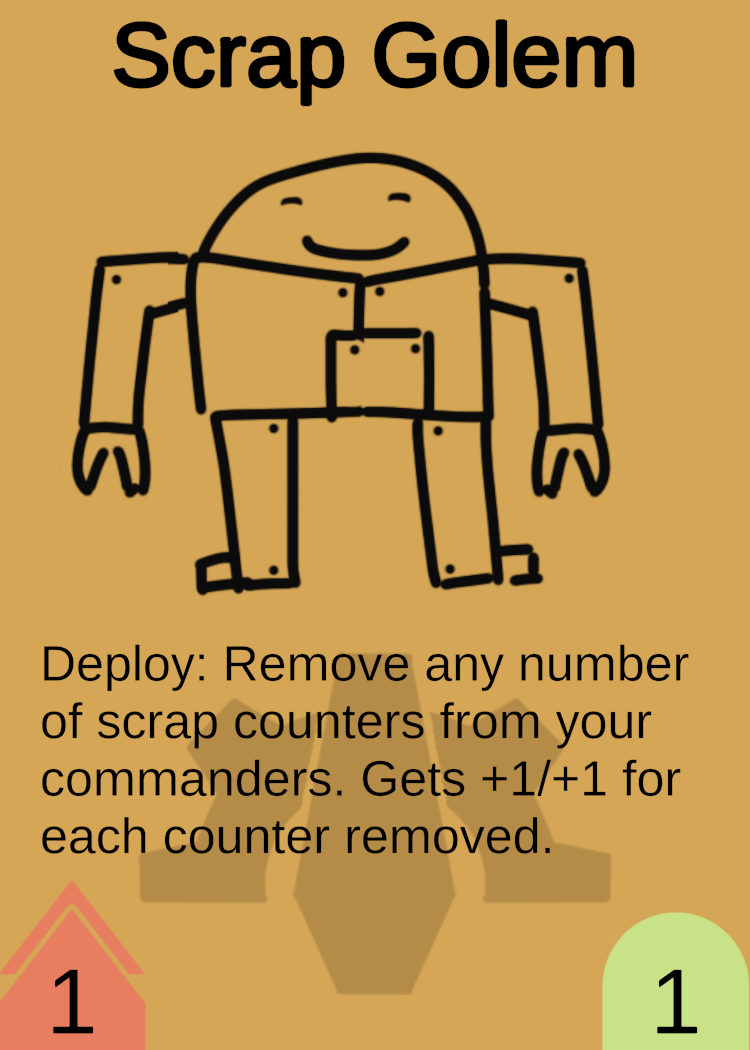 Scrap Golem
Deploy: Remove any number
of scrap counters from your
commanders. Gets +1/+1 for
each counter removed.
1
1